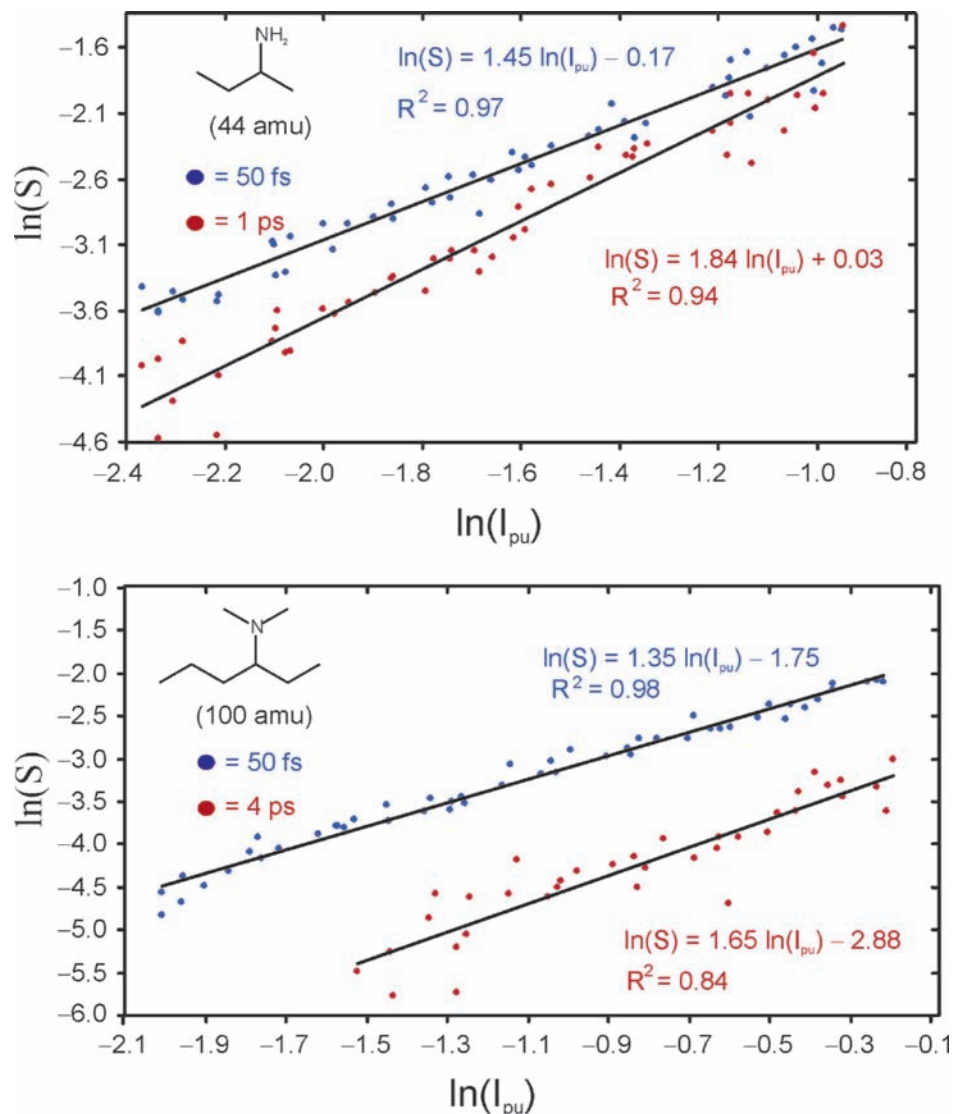 −1.6
−2.1
−2.6
−3.1
−3.6
−4.1
−4.6
ln(S)
NH₂
(44 amu)
= 50 fs
= 1 ps
ln(S) = 1.45 ln(Iₚᵤ) − 0.17
R² = 0.97
ln(S) = 1.84 ln(Iₚᵤ) + 0.03
R² = 0.94
−2.4 −2.2 −2.0 −1.8 −1.6 −1.4 −1.2 −1.0 −0.8
ln(Iₚᵤ)
−1.0
−1.5
−2.0
−2.5
−3.0
−3.5
−4.0
−4.5
−5.0
−5.5
−6.0
ln(S)
N
(100 amu)
= 50 fs
= 4 ps
ln(S) = 1.35 ln(Iₚᵤ) − 1.75
R² = 0.98
ln(S) = 1.65 ln(Iₚᵤ) − 2.88
R² = 0.84
−2.1 −1.9 −1.7 −1.5 −1.3 −1.1 −0.9 −0.7 −0.5 −0.3 −0.1
ln(Iₚᵤ)